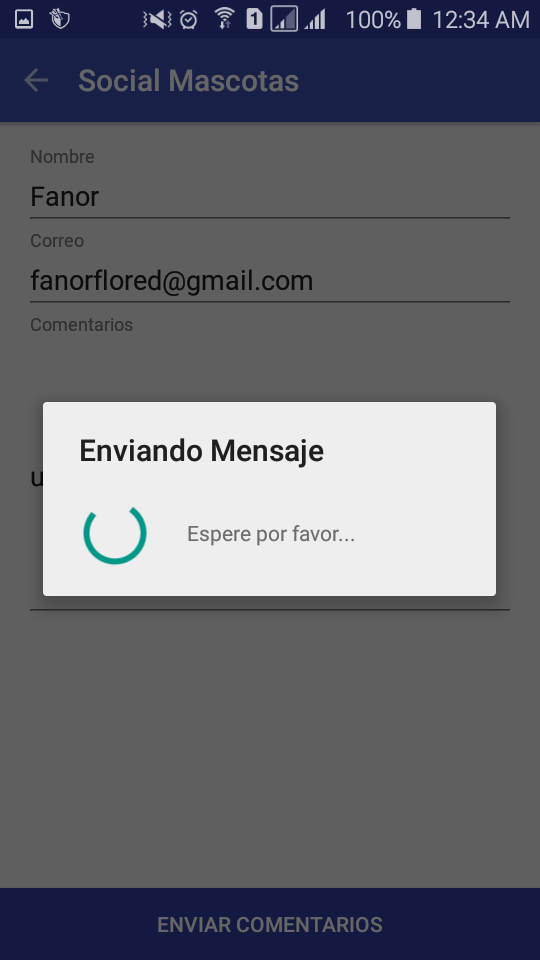 1 100% 12:34 AM
Social Mascotas
Nombre
Fanor
Correo
fanorflored@gmail.com
Comentarios
Enviando Mensaje
Espere por favor...
ENVIAR COMENTARIOS